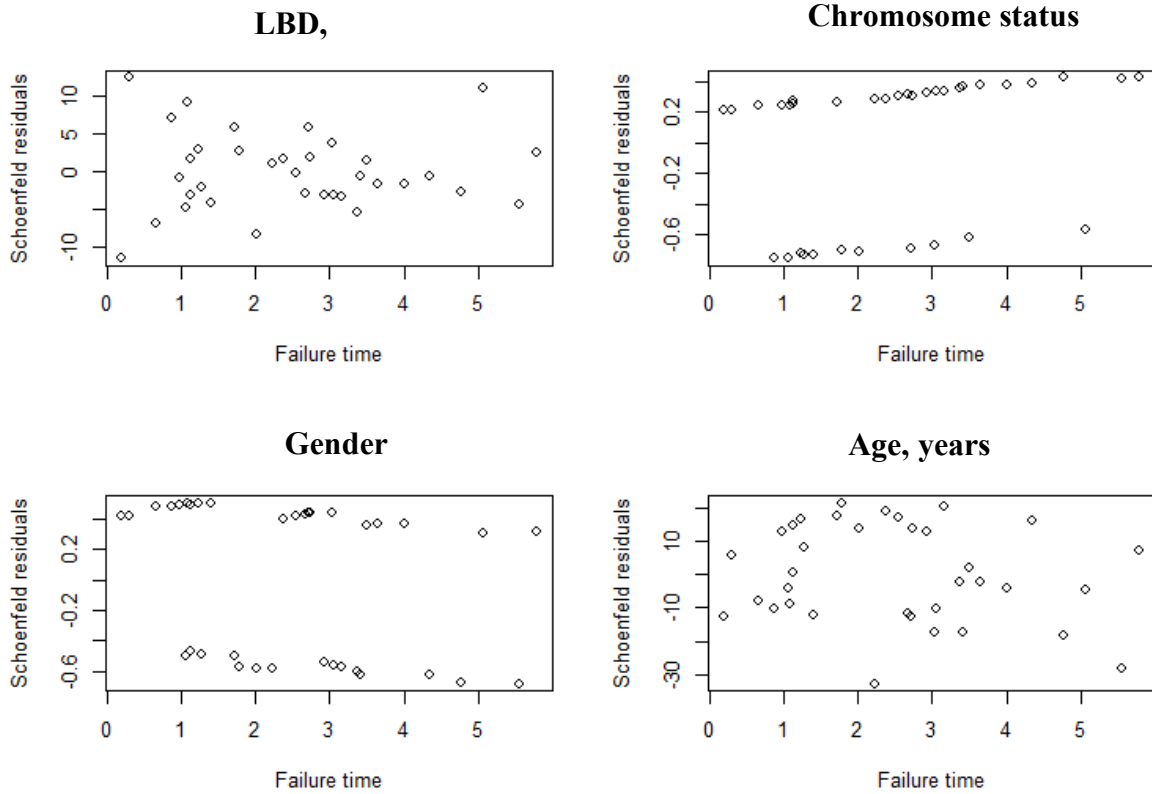 LBD,
Schoenfeld residuals
10
5
0
-10
0 1 2 3 4 5
Failure time
Chromosome status
Schoenfeld residuals
0.2
-0.2
-0.6
0 1 2 3 4 5
Failure time
Gender
Schoenfeld residuals
0.2
-0.2
-0.6
0 1 2 3 4 5
Failure time
Age, years
Schoenfeld residuals
10
-10
-30
0 1 2 3 4 5
Failure time